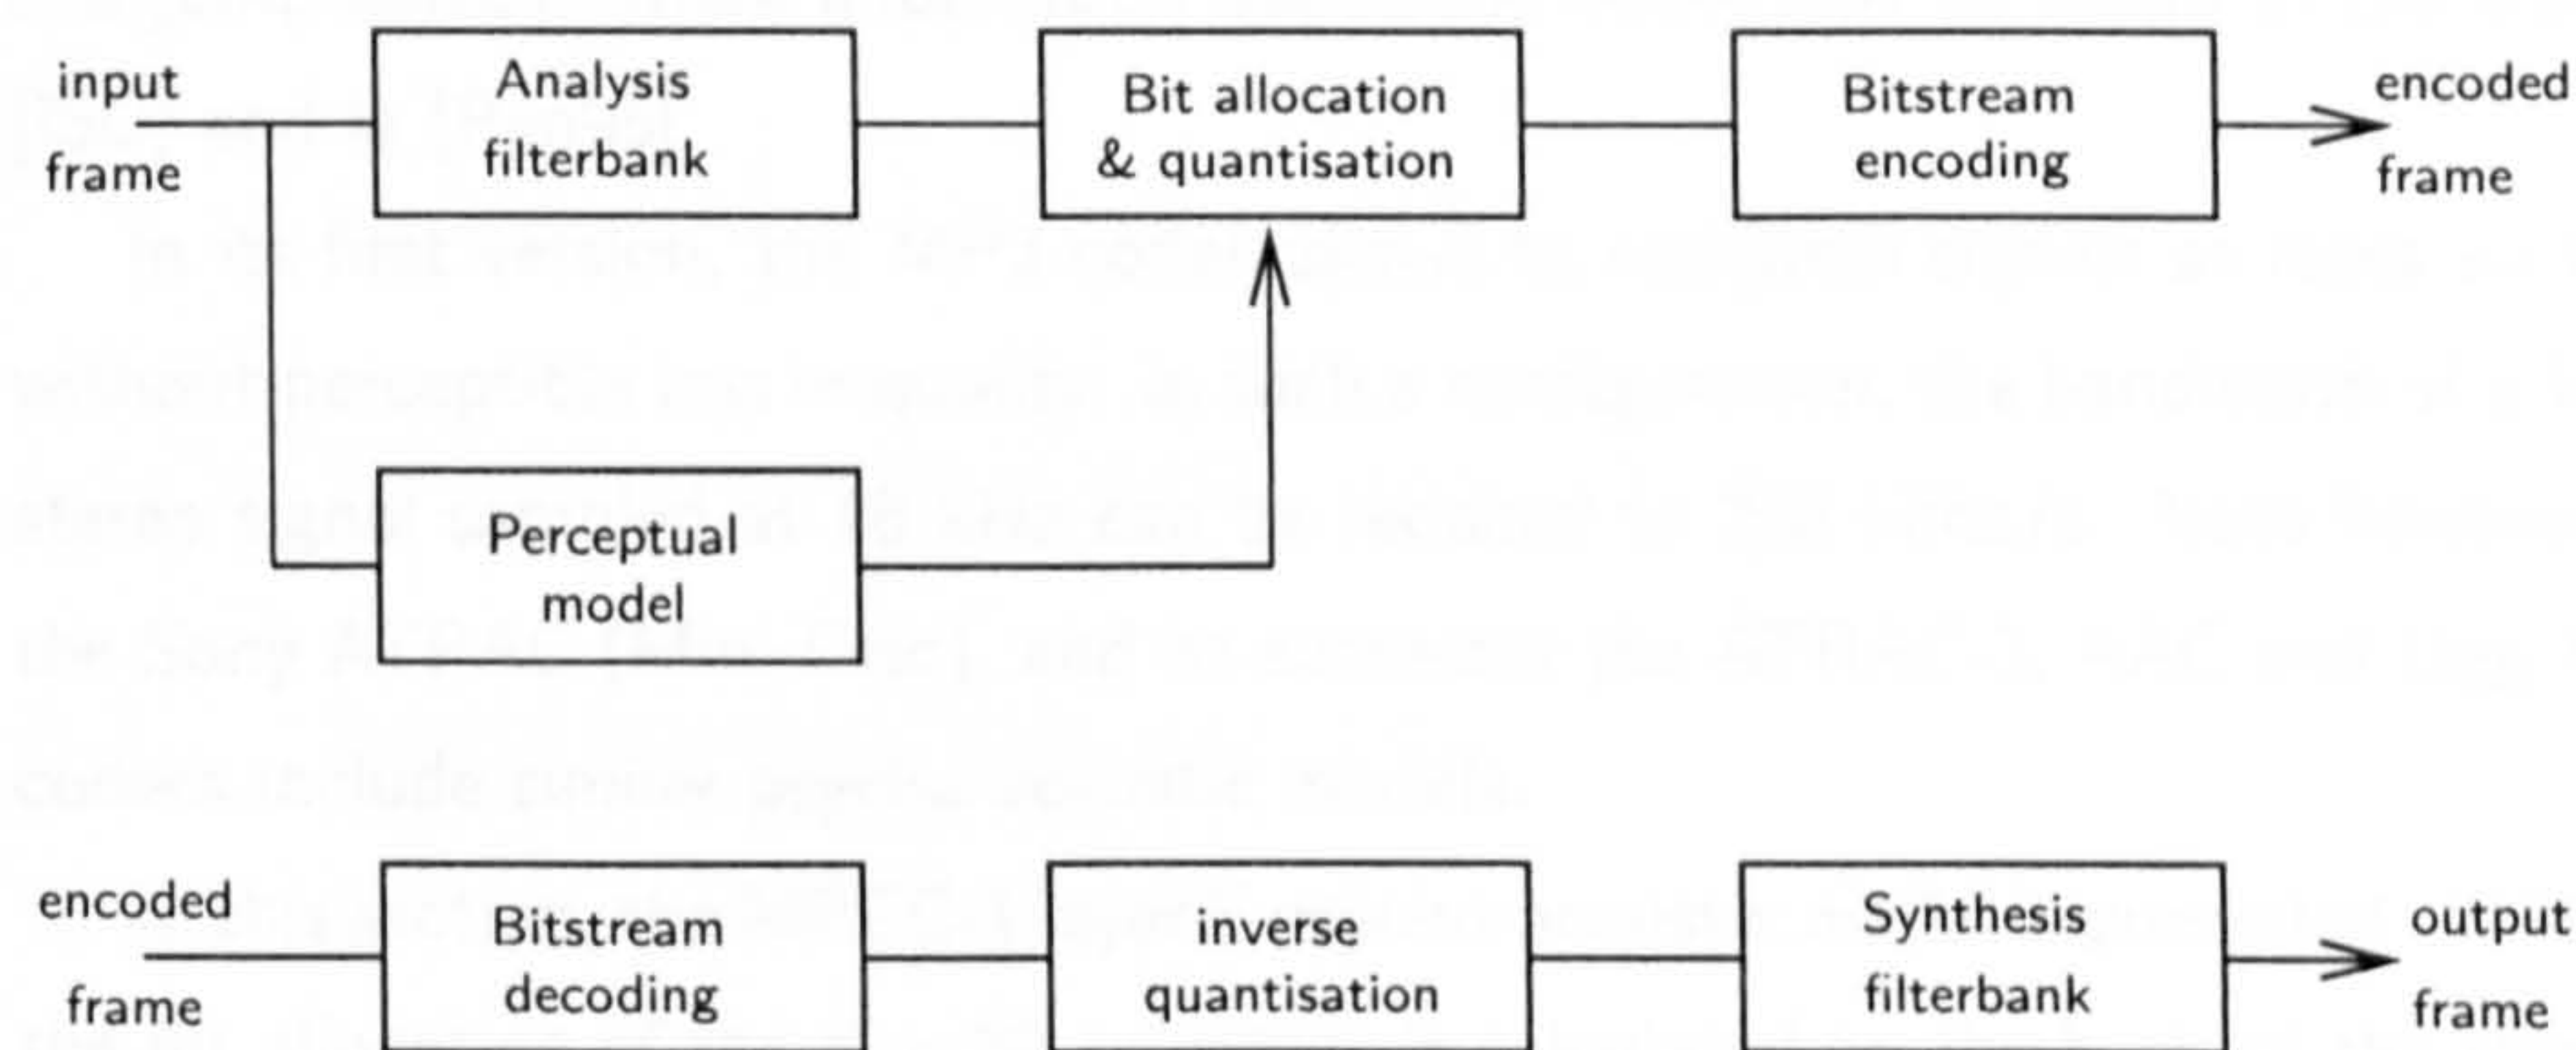 input
frame
Analysis
filterbank
Bit allocation
& quantisation
Bitstream
encoding
encoded
frame
Perceptual
model
encoded
frame
Bitstream
decoding
inverse
quantisation
Synthesis
filterbank
output
frame